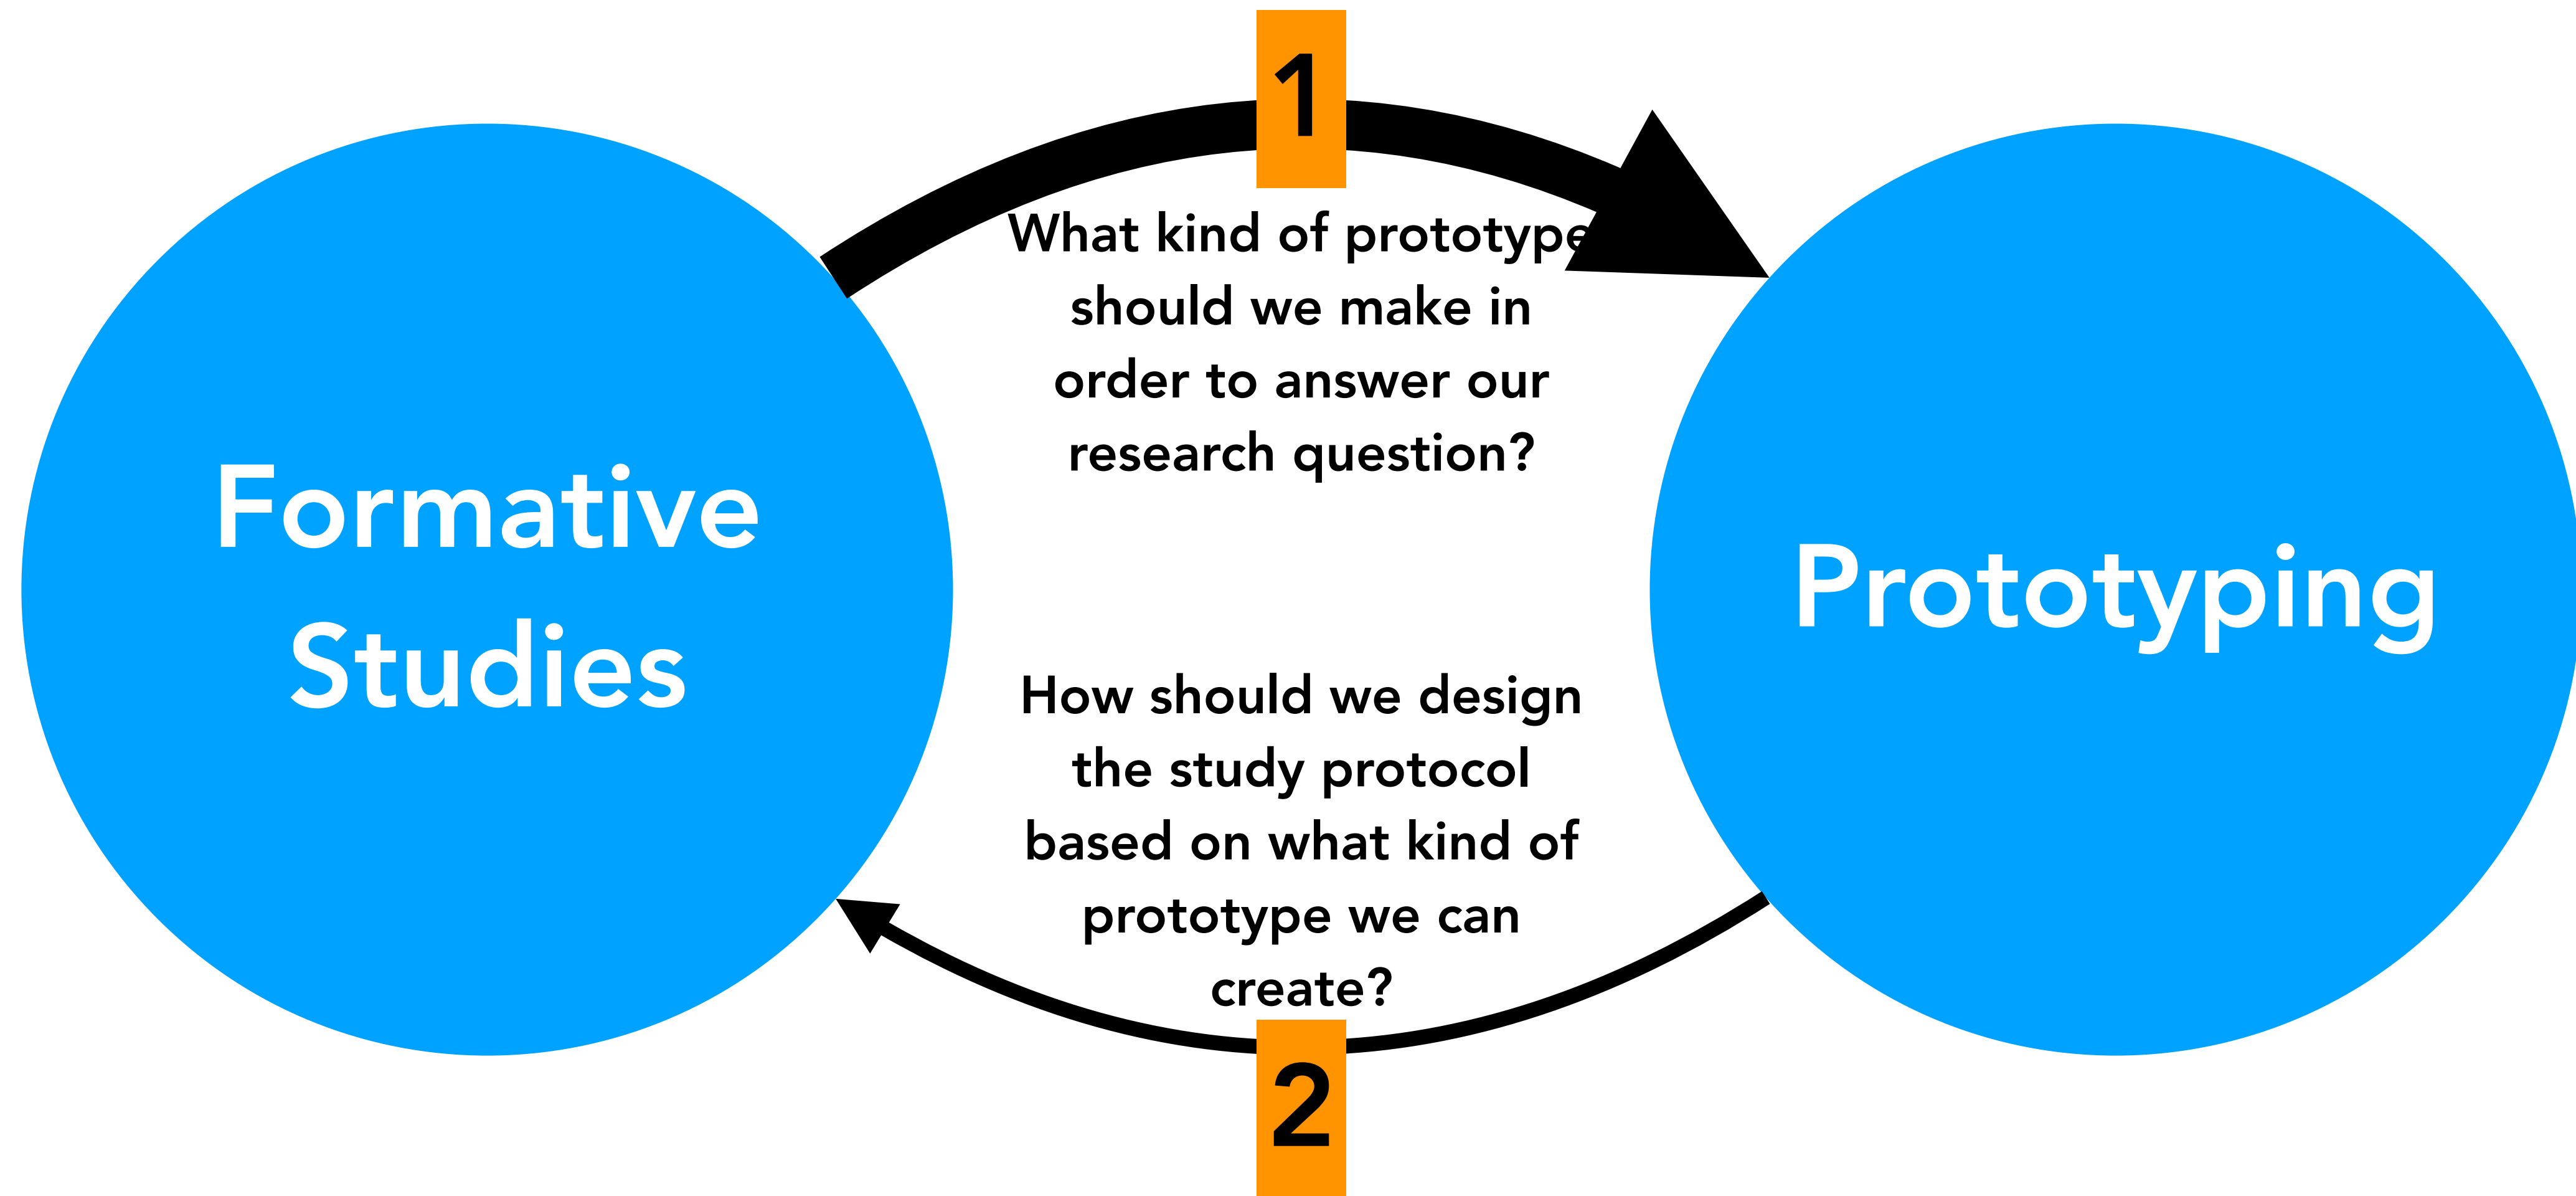 1
What kind of prototype
should we make in
order to answer our
research question?
Formative
Studies
Prototyping
How should we design
the study protocol
based on what kind of
prototype we can
create?
2